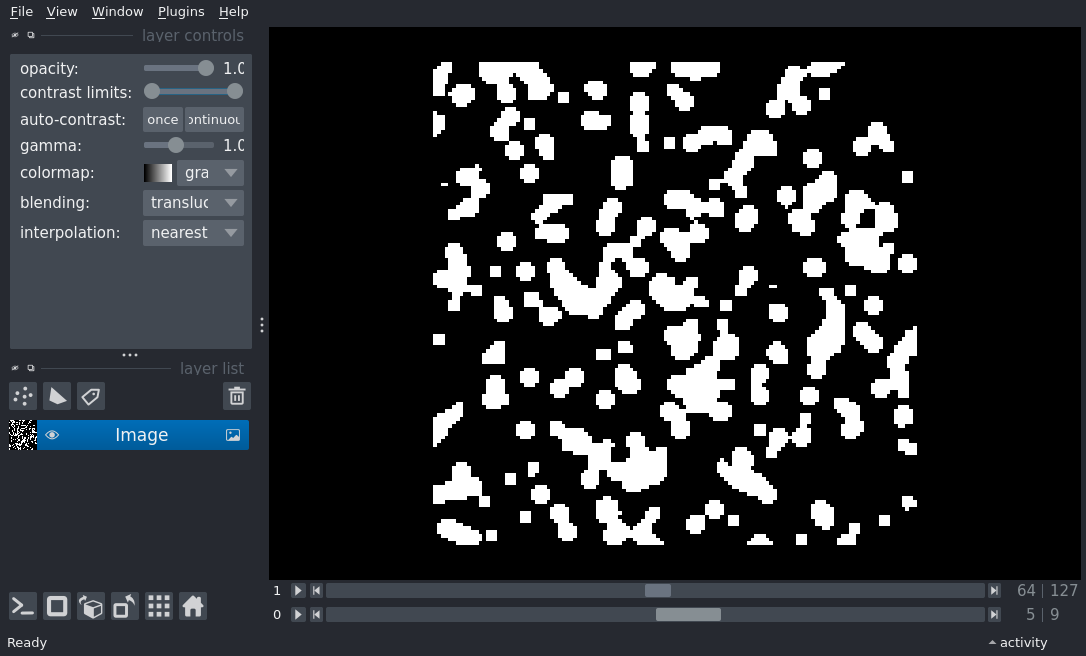 File View Window Plugins Help
layer controls
opacity: 1.0
contrast limits:
auto-contrast: once ontinuou
gamma: 1.0
colormap: gra
blending: transluc
interpolation: nearest
layer list
Image
1 64 | 127
0 5 | 9
Ready activity